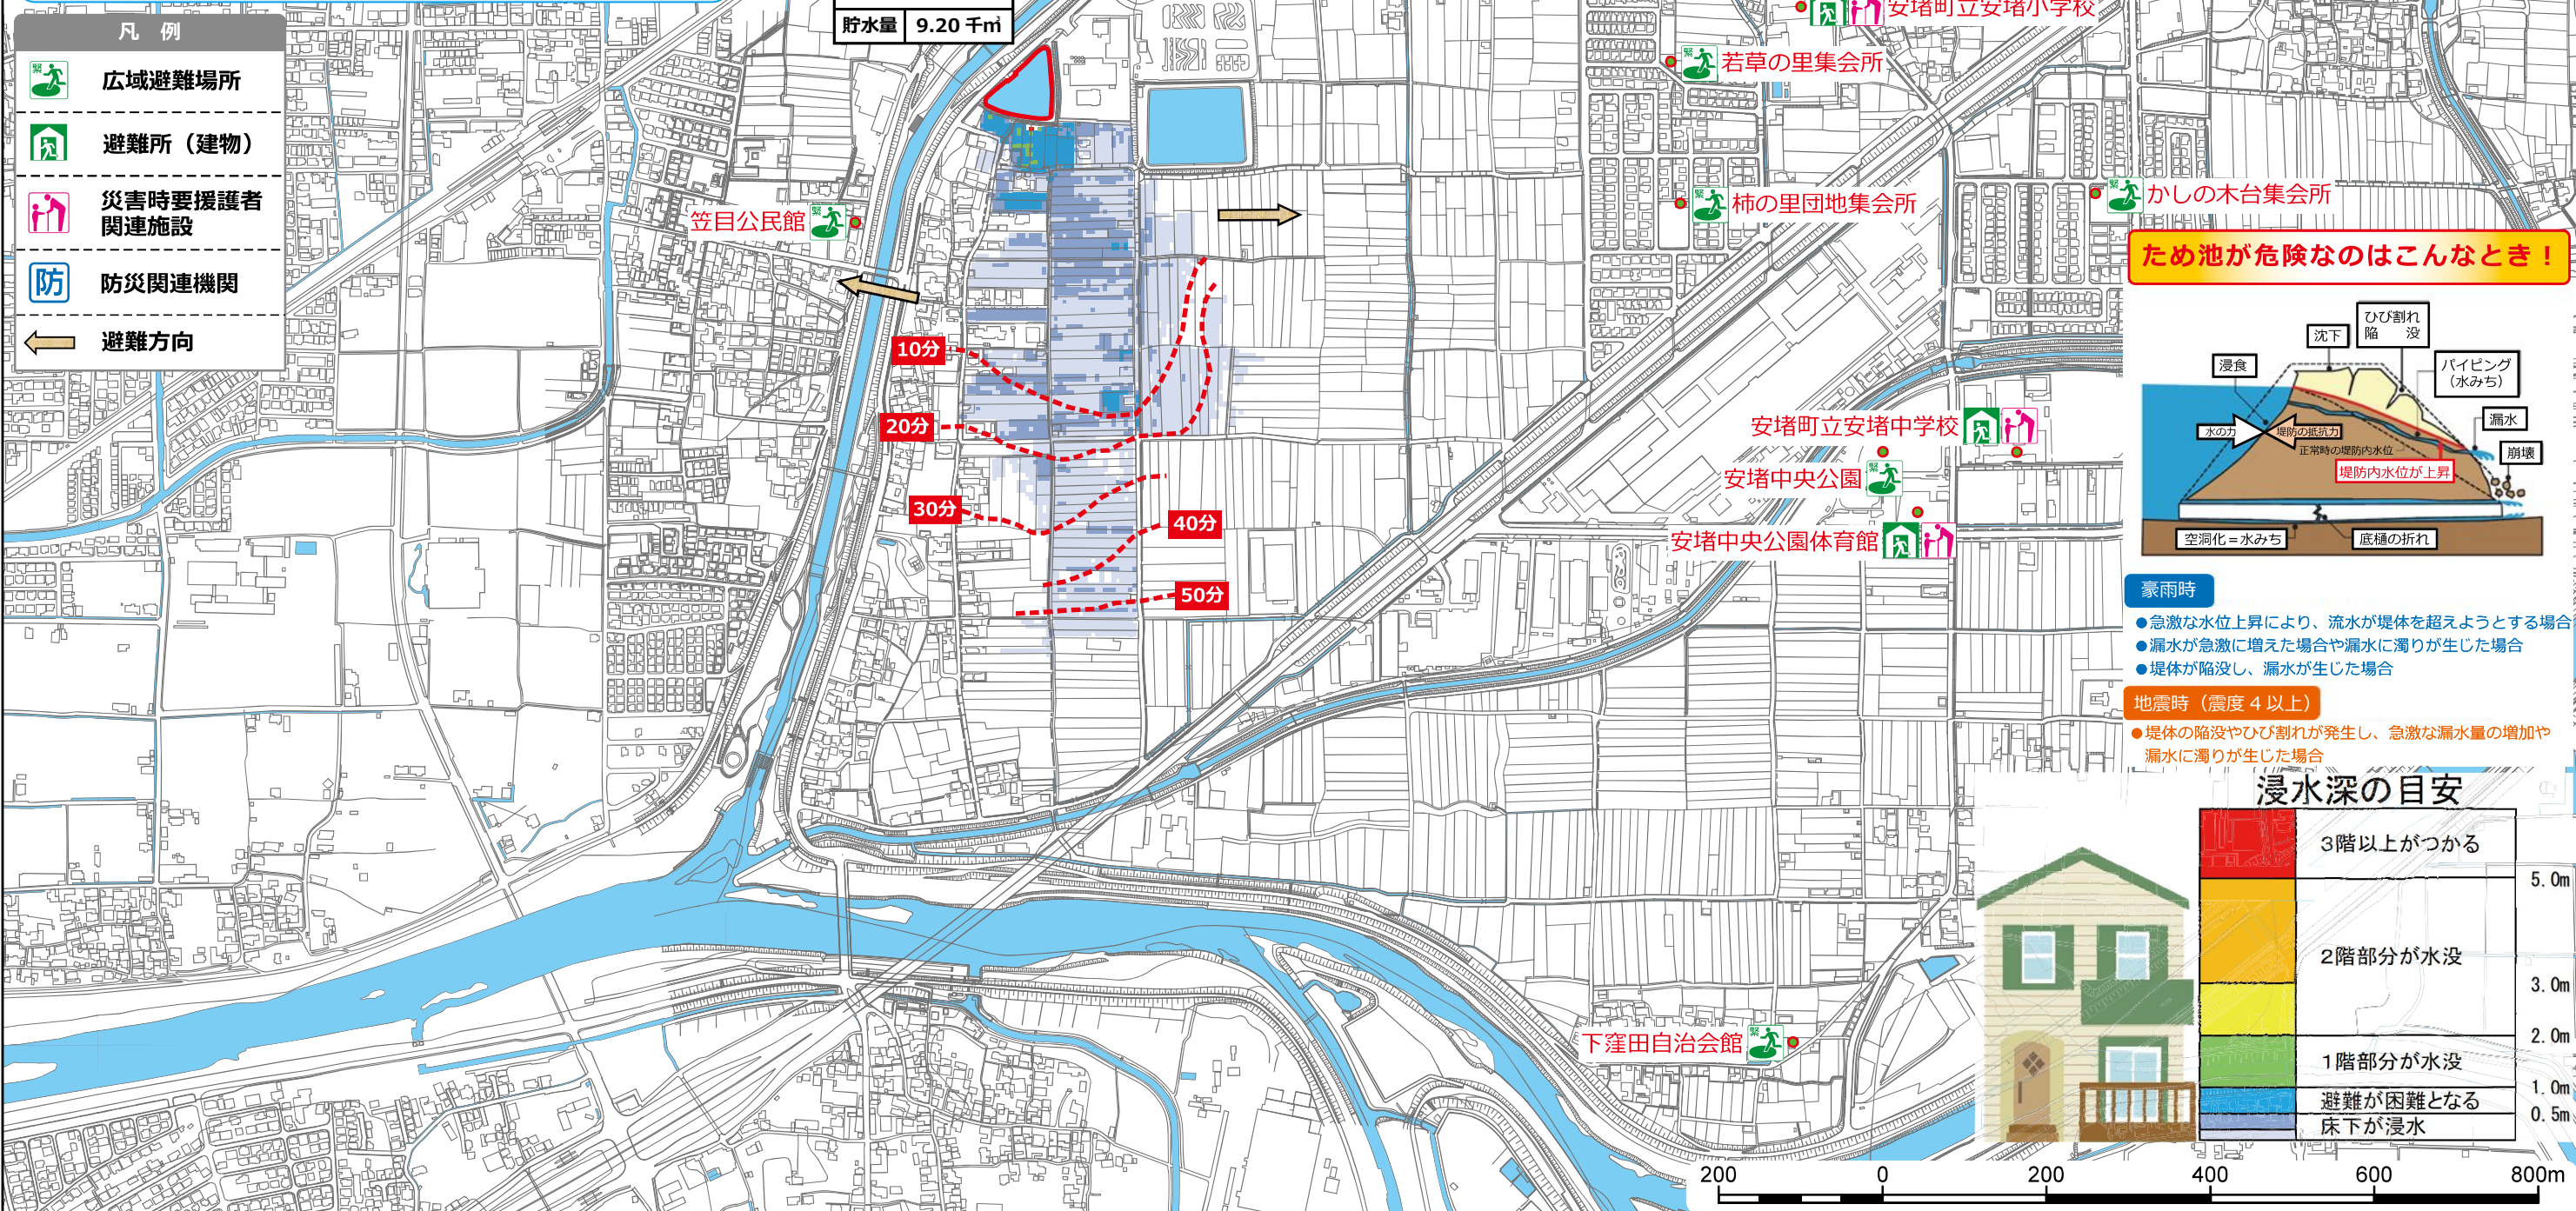 凡 例
広域避難場所
避難所（建物）
災害時要援護者
関連施設
防
防災関連機関
避難方向
貯水量 9.20 千㎥
安堵町立安堵小学校
緊 若草の里集会所
緊 柿の里団地集会所
緊 かしの木台集会所
笠目公民館 緊
10分
20分
30分
40分
50分
安堵町立安堵中学校
安堵中央公園 緊
安堵中央公園体育館
下窪田自治会館 緊
ため池が危険なのはこんなとき！
ひび割れ
陥 没
沈下
浸食
パイピング
（水みち）
漏水
水の力
堤防の抵抗力
正常時の堤防内水位
崩壊
堤防内水位が上昇
空洞化＝水みち
底樋の折れ
豪雨時
●急激な水位上昇により、流水が堤体を超えようとする場合
●漏水が急激に増えた場合や漏水に濁りが生じた場合
●堤体が陥没し、漏水が生じた場合
地震時（震度 4 以上）
●堤体の陥没やひび割れが発生し、急激な漏水量の増加や
漏水に濁りが生じた場合
浸水深の目安
3階以上がつかる
5.0m
2階部分が水没
3.0m
2.0m
1階部分が水没
1.0m
避難が困難となる
0.5m
床下が浸水
200 0 200 400 600 800m